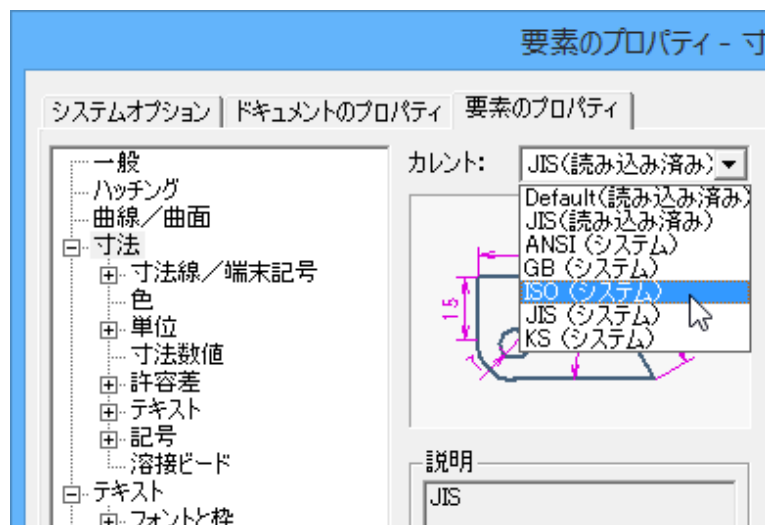 要素のプロパティ - 寸
システムオプション ドキュメントのプロパティ 要素のプロパティ
一般
ハッチング
曲線／曲面
寸法
寸法線／端末記号
色
単位
寸法数値
許容差
テキスト
記号
溶接ビード
テキスト
フォントと枠
カレント: JIS(読み込み済み)
Default(読み込み済み)
JIS(読み込み済み)
ANSI (システム)
GB (システム)
ISO (システム)
JIS (システム)
KS (システム)
15
説明
JIS